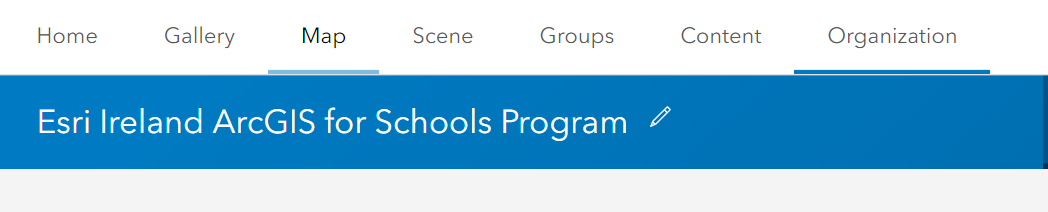 Home Gallery Map Scene Groups Content Organization
Esri Ireland ArcGIS for Schools Program